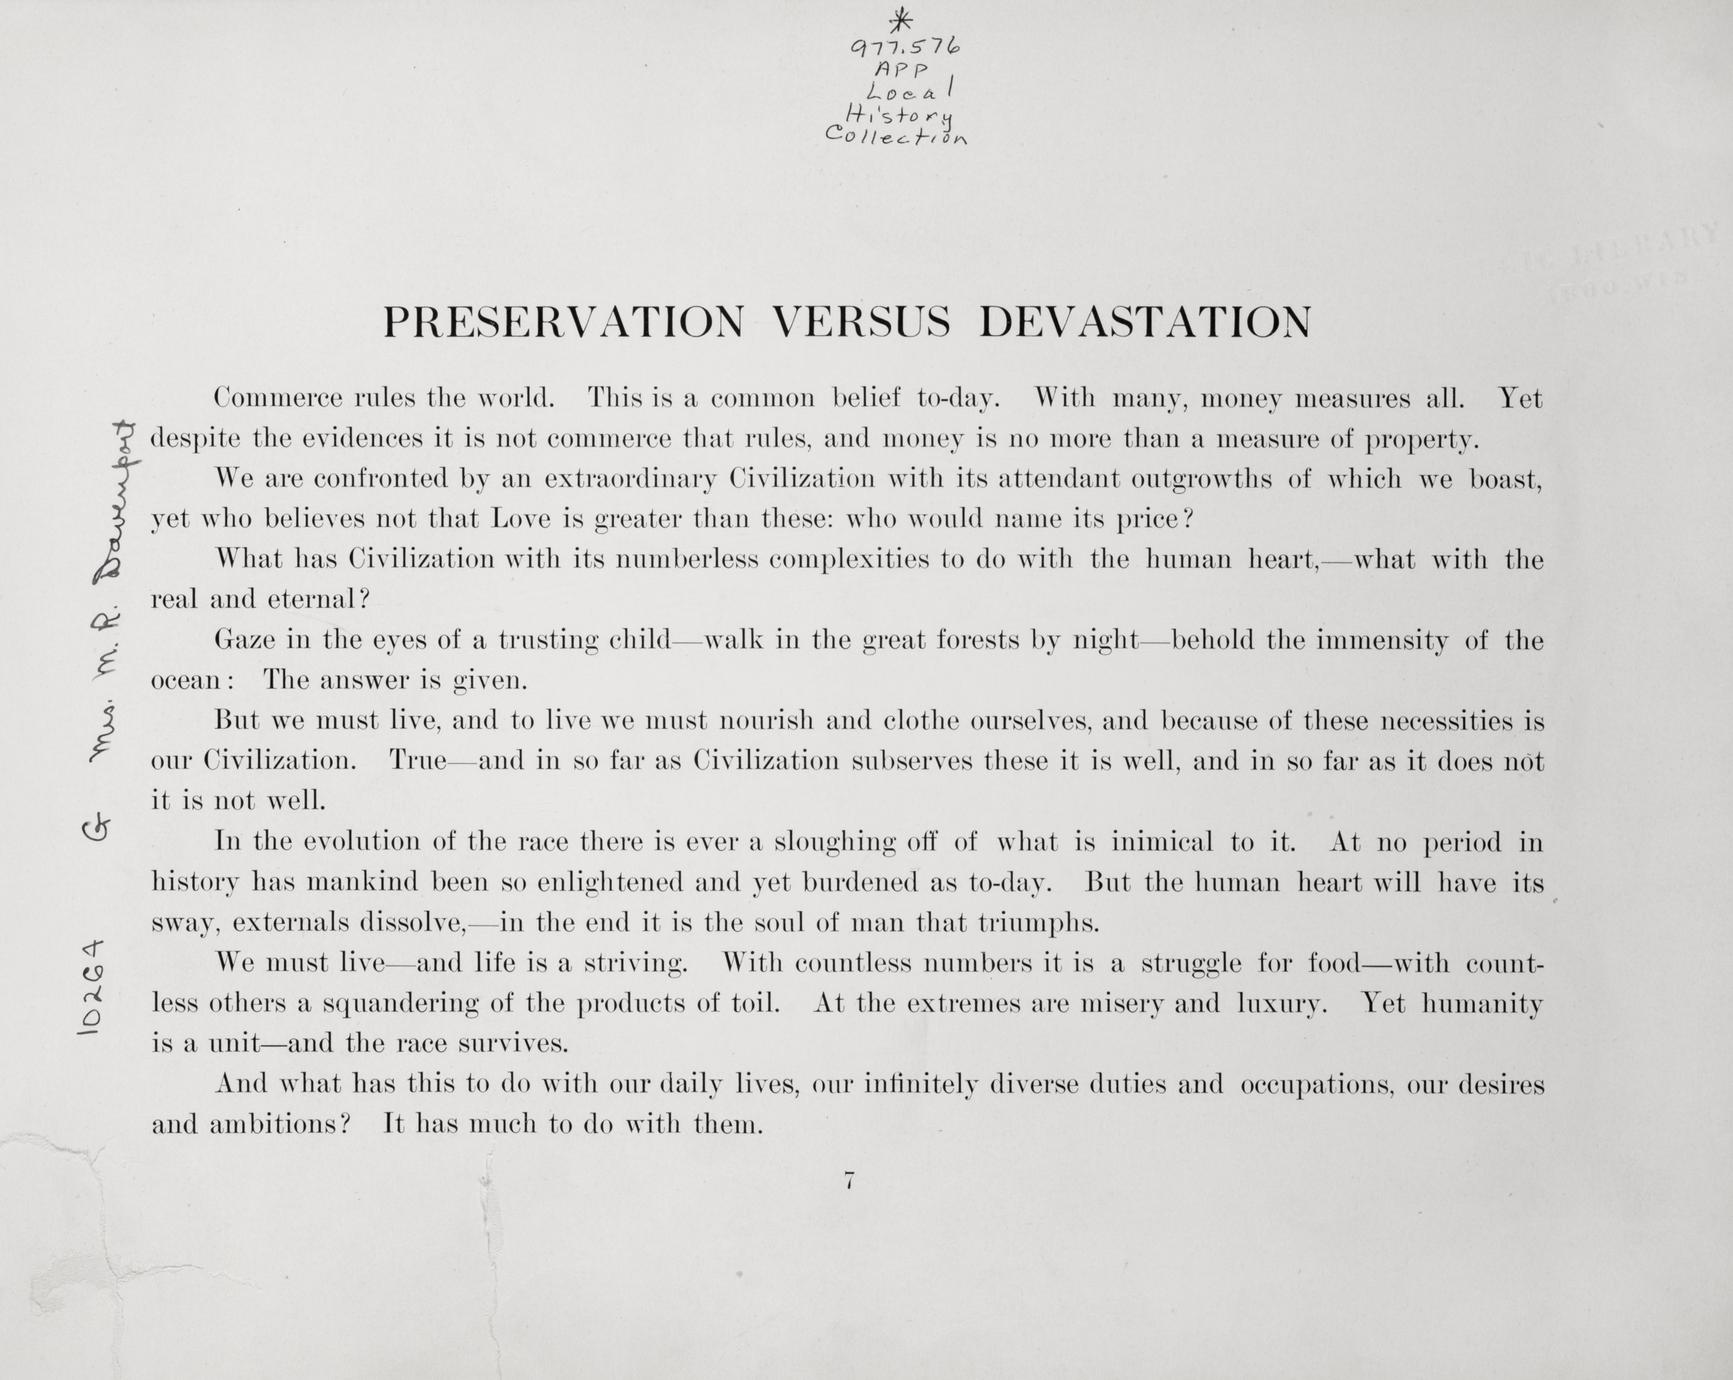 *
977.576
APP
Local
History
Collection
PRESERVATION VERSUS DEVASTATION
Commerce rules the world. This is a common belief to-day. With many, money measures all. Yet
despite the evidences it is not commerce that rules, and money is no more than a measure of property.
We are confronted by an extraordinary Civilization with its attendant outgrowths of which we boast,
yet who believes not that Love is greater than these: who would name its price?
What has Civilization with its numberless complexities to do with the human heart,—what with the
real and eternal?
Gaze in the eyes of a trusting child—walk in the great forests by night—behold the immensity of the
ocean: The answer is given.
But we must live, and to live we must nourish and clothe ourselves, and because of these necessities is
our Civilization. True—and in so far as Civilization subserves these it is well, and in so far as it does not
it is not well.
In the evolution of the race there is ever a sloughing off of what is inimical to it. At no period in
history has mankind been so enlightened and yet burdened as to-day. But the human heart will have its
sway, externals dissolve,—in the end it is the soul of man that triumphs.
We must live—and life is a striving. With countless numbers it is a struggle for food—with count-
less others a squandering of the products of toil. At the extremes are misery and luxury. Yet humanity
is a unit—and the race survives.
And what has this to do with our daily lives, our infinitely diverse duties and occupations, our desires
and ambitions? It has much to do with them.
7
10264 G M. R. Davenport
LIBRARY